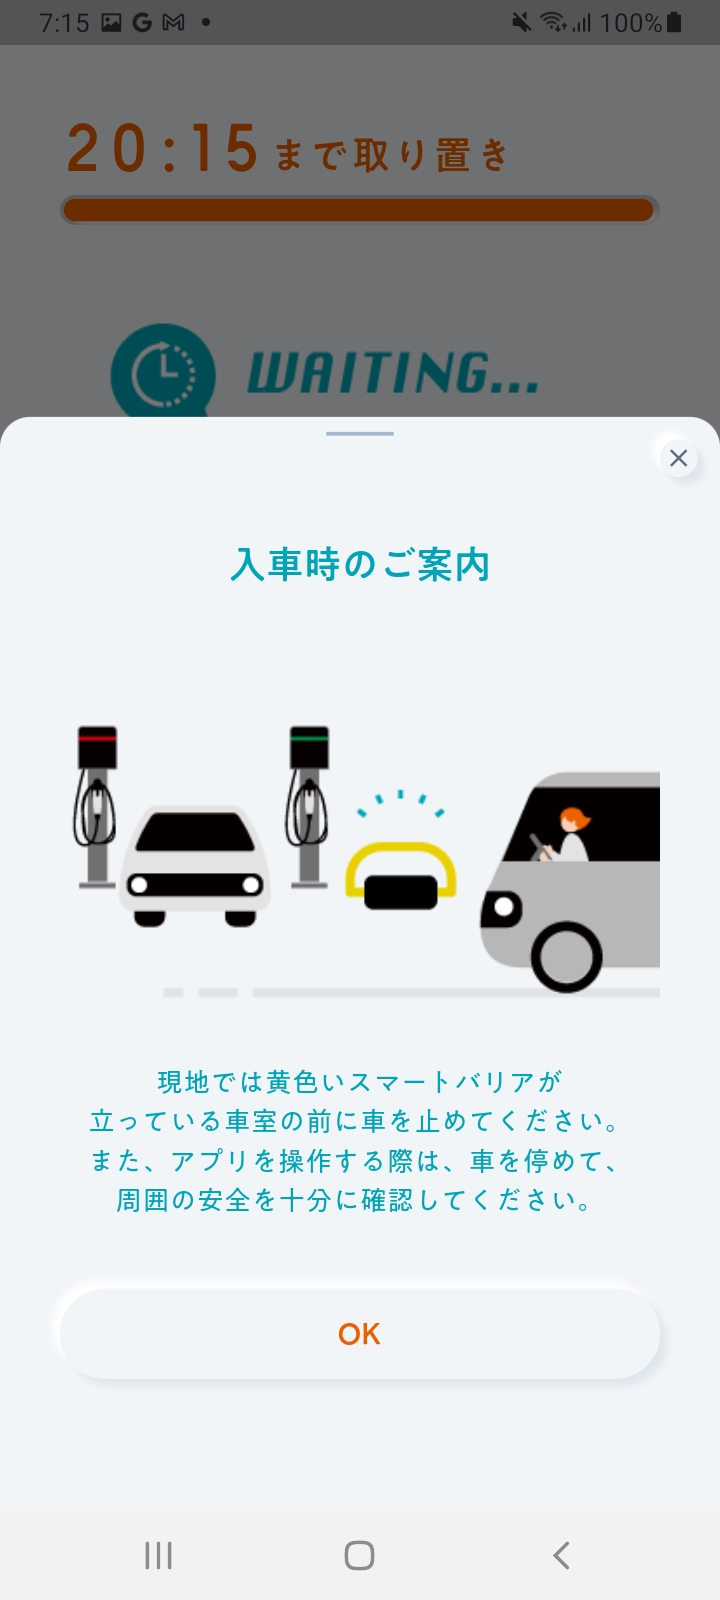 7:15
100%
20:15まで取り置き
WAITING...
入車時のご案内
現地では黄色いスマートバリアが
立っている車室の前に車を止めてください。
また、アプリを操作する際は、車を停めて、
周囲の安全を十分に確認してください。
OK